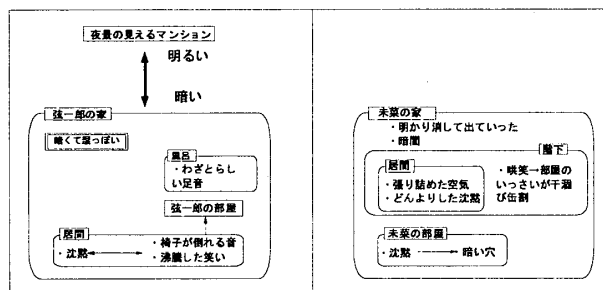 夜景の見えるマンション
明るい
暗い
弦一郎の家
暗くて湿っぽい
風呂
・わざとらし
い足音
弦一郎の部屋
居間
・沈黙
・椅子が倒れる音
・沸騰した笑い
未菜の家
・明かり消して出ていった
・暗闇
階下
居間
・張り詰めた空気
・どんよりした沈黙
・哄笑→部屋の
いっさいが干涸
び缶割
未菜の部屋
・沈黙
暗い穴